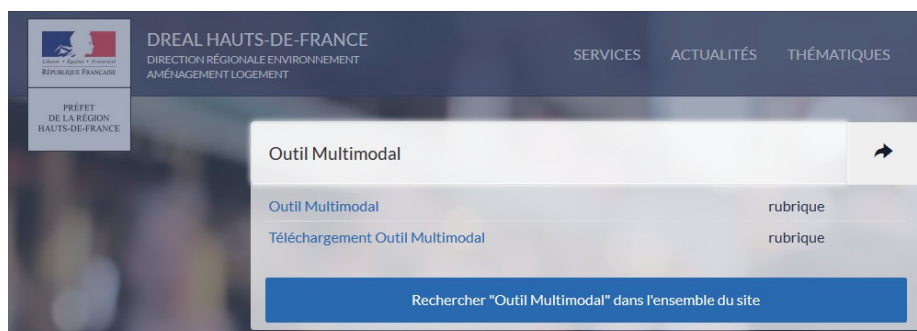 DREAL HAUTS-DE-FRANCE
DIRECTION RÉGIONALE ENVIRONNEMENT
AMÉNAGEMENT LOGEMENT
SERVICES ACTUALITÉS THÉMATIQUES
Liberté • Égalité • Fraternité
RÉPUBLIQUE FRANÇAISE
PRÉFET
DE LA RÉGION
HAUTS-DE-FRANCE
Outil Multimodal
Outil Multimodal rubrique
Téléchargement Outil Multimodal rubrique
Rechercher "Outil Multimodal" dans l'ensemble du site